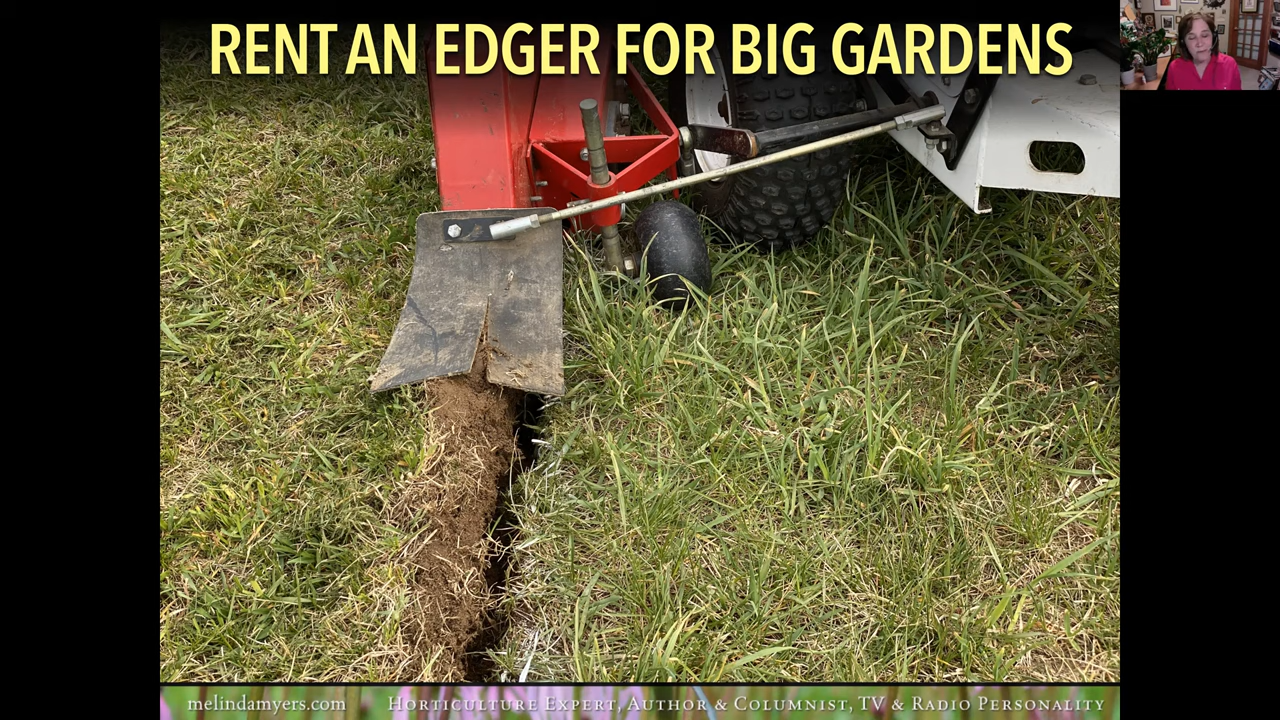 RENT AN EDGER FOR BIG GARDENS
melindamyers.com Horticulture Expert, Author & Columnist, TV & Radio Personality